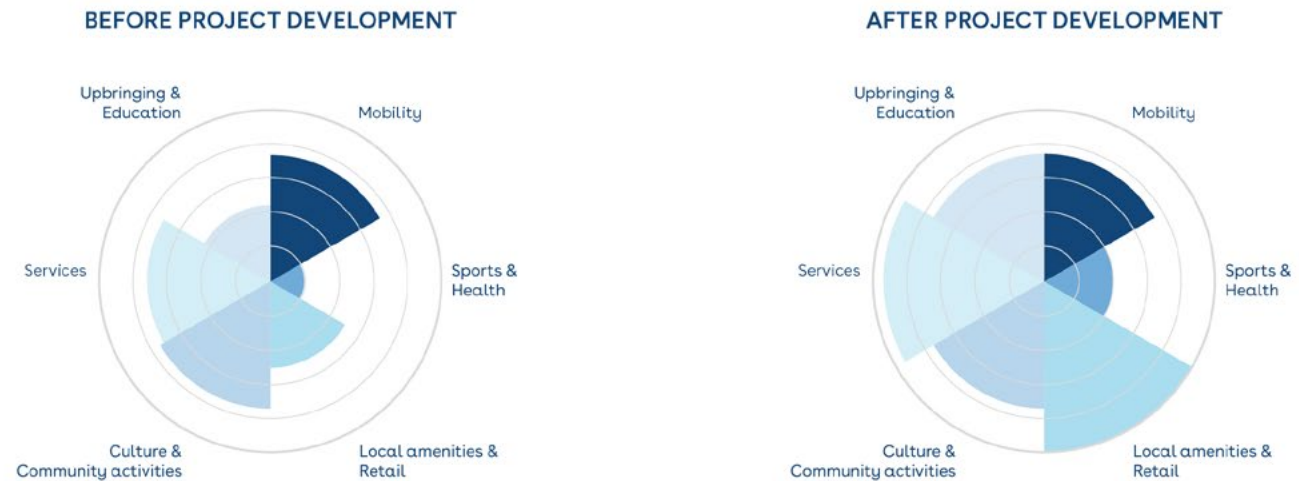 BEFORE PROJECT DEVELOPMENT
Upbringing &
Education
Mobility
Services
Sports &
Health
Culture &
Community activities
Local amenities &
Retail
AFTER PROJECT DEVELOPMENT
Upbringing &
Education
Mobility
Services
Sports &
Health
Culture &
Community activities
Local amenities &
Retail